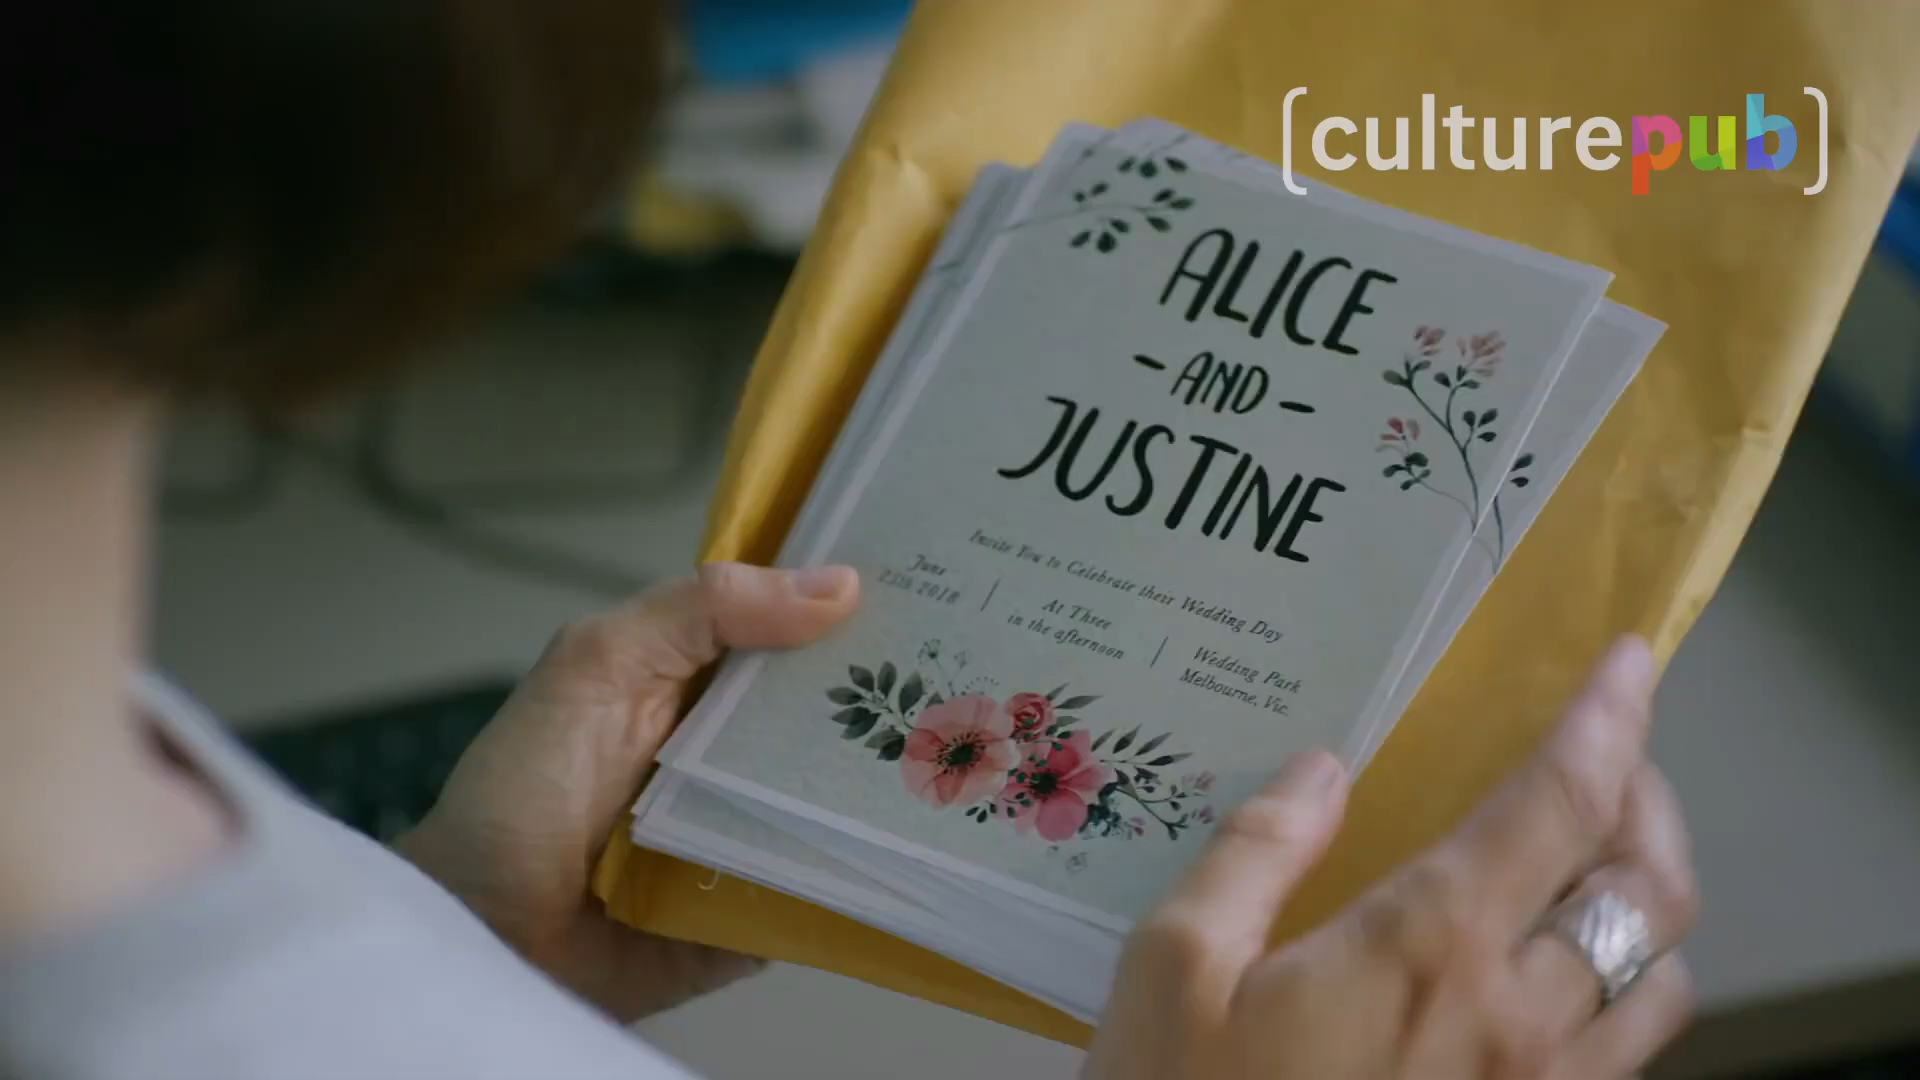 [culturepub]
ALICE
- AND -
JUSTINE
Invite You to Celebrate their Wedding Day
June
25th 2018
At Three
in the afternoon
Wedding Park
Melbourne, Vic.